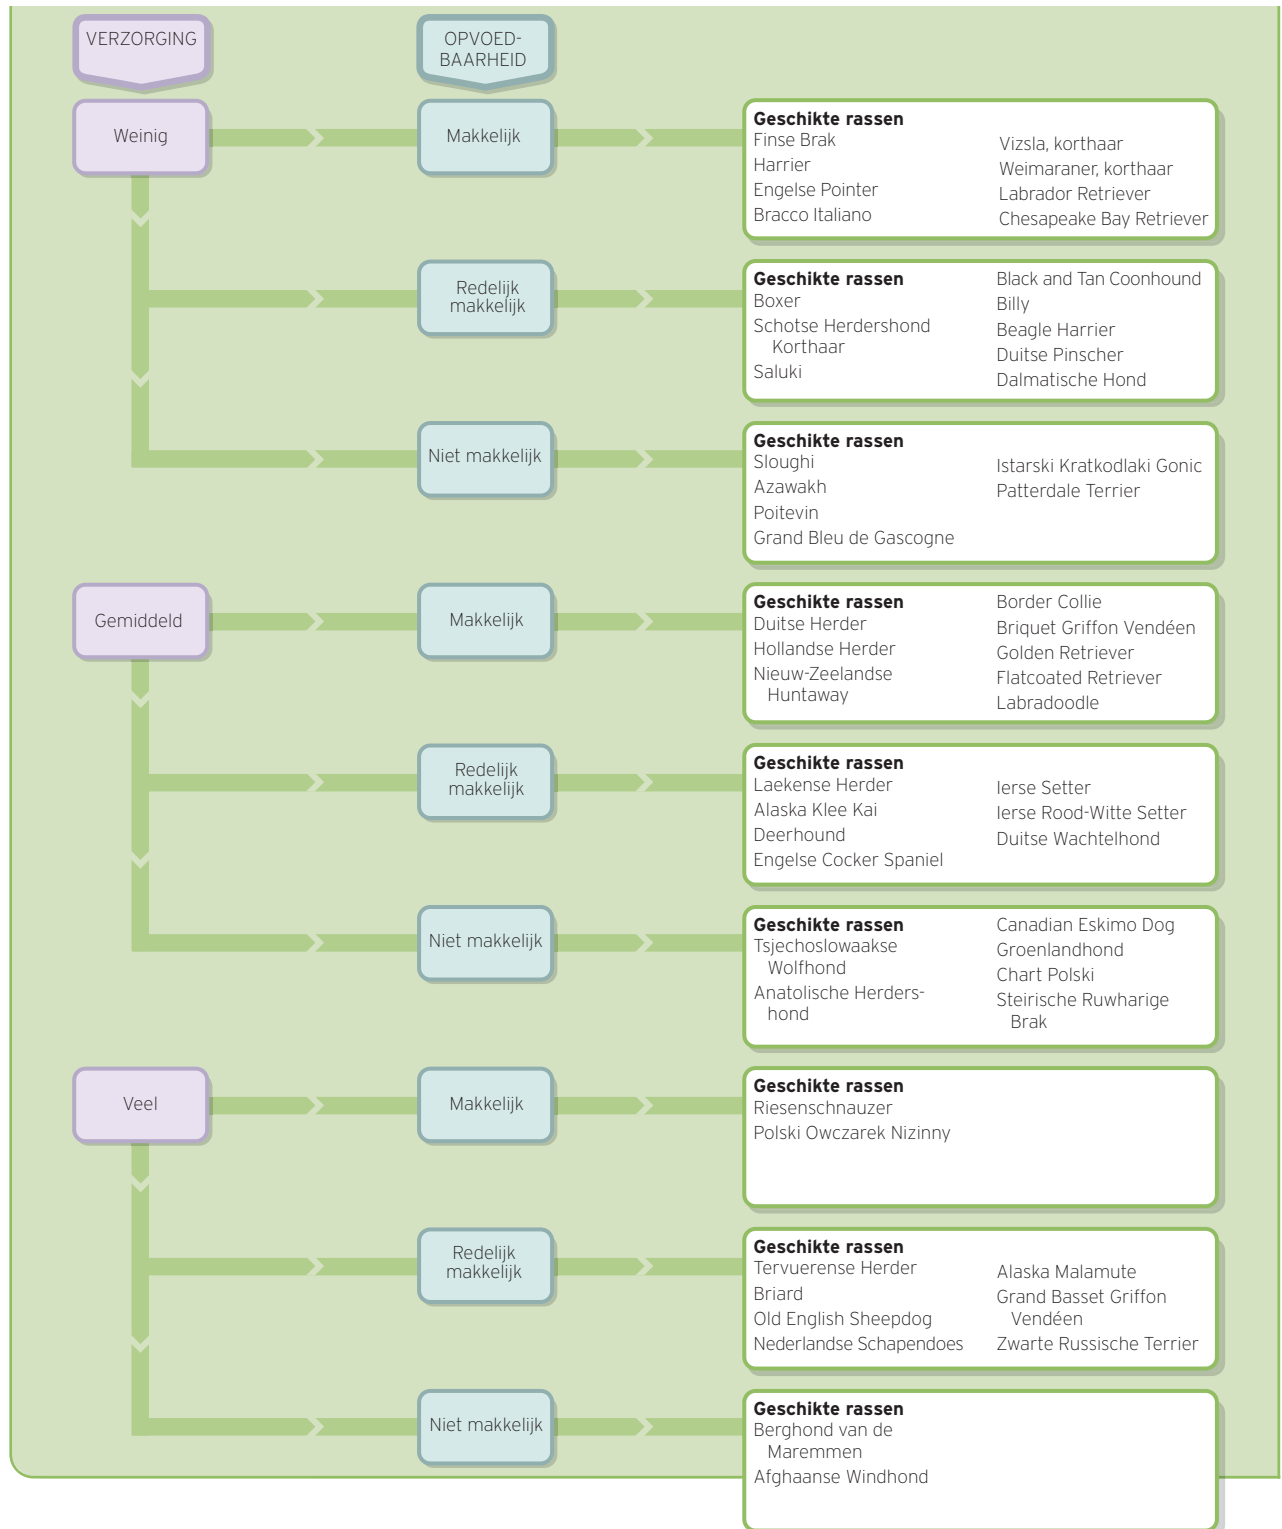 VERZORGING
OPVOED-
BAARHEID
Weinig
Makkelijk
Geschikte rassen
Finse Brak
Harrier
Engelse Pointer
Bracco Italiano
Vizsla, korthaar
Weimaraner, korthaar
Labrador Retriever
Chesapeake Bay Retriever
Redelijk
makkelijk
Geschikte rassen
Boxer
Schotse Herdershond
Korthaar
Saluki
Black and Tan Coonhound
Billy
Beagle Harrier
Duitse Pinscher
Dalmatische Hond
Niet makkelijk
Geschikte rassen
Sloughi
Azawakh
Poitevin
Grand Bleu de Gascogne
Istarski Kratkodlaki Gonic
Patterdale Terrier
Gemiddeld
Makkelijk
Geschikte rassen
Duitse Herder
Hollandse Herder
Nieuw-Zeelandse
Huntaway
Border Collie
Briquet Griffon Vendéen
Golden Retriever
Flatcoated Retriever
Labradoodle
Redelijk
makkelijk
Geschikte rassen
Laekense Herder
Alaska Klee Kai
Deerhound
Engelse Cocker Spaniel
Ierse Setter
Ierse Rood-Witte Setter
Duitse Wachtelhond
Niet makkelijk
Geschikte rassen
Tsjechoslowaakse
Wolfhond
Anatolische Herders-
hond
Canadian Eskimo Dog
Groenlandhond
Chart Polski
Steirische Ruwharige
Brak
Veel
Makkelijk
Geschikte rassen
Riesenschnauzer
Polski Owczarek Nizinny
Redelijk
makkelijk
Geschikte rassen
Tervuerense Herder
Briard
Old English Sheepdog
Nederlandse Schapendoes
Alaska Malamute
Grand Basset Griffon
Vendéen
Zwarte Russische Terrier
Niet makkelijk
Geschikte rassen
Berghond van de
Maremmen
Afghaanse Windhond